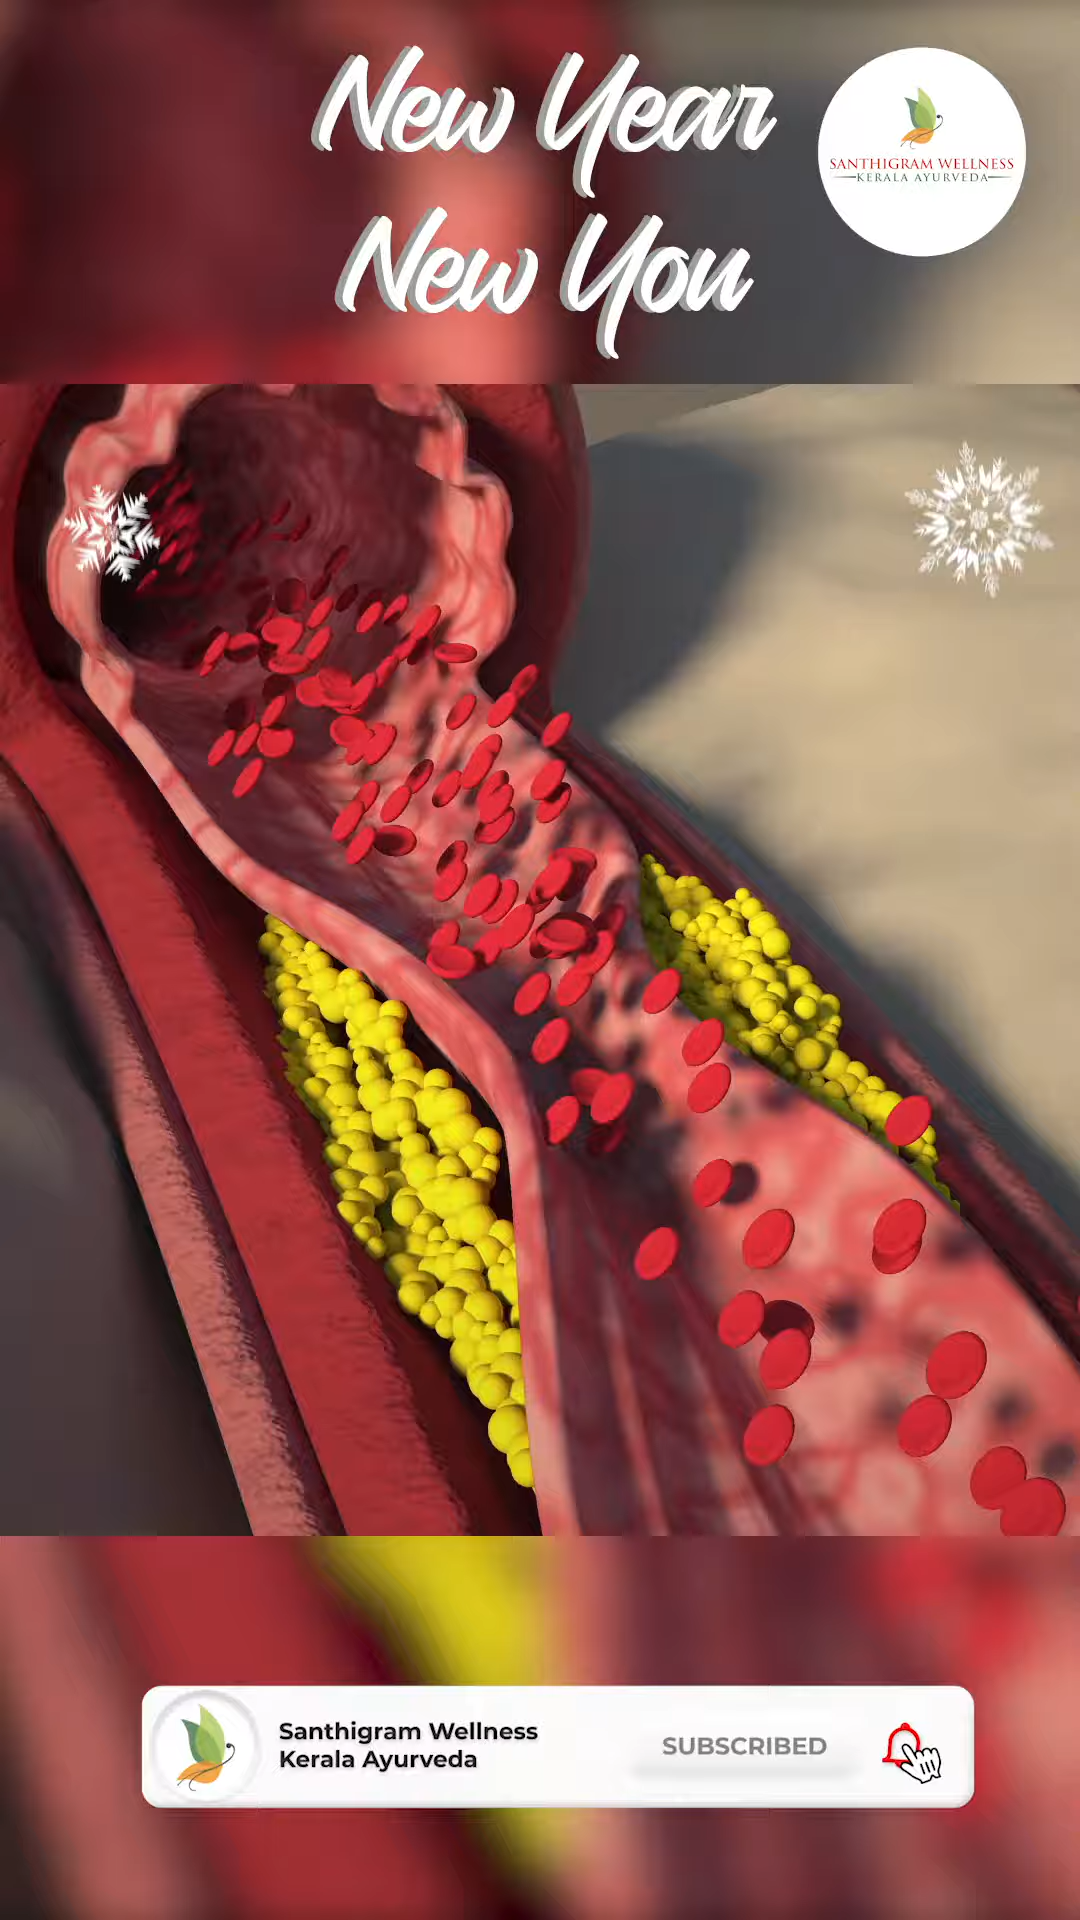 New Year
New You
SANTHIGRAM WELLNESS
KERALA AYURVEDA
Santhigram Wellness
Kerala Ayurveda
SUBSCRIBED